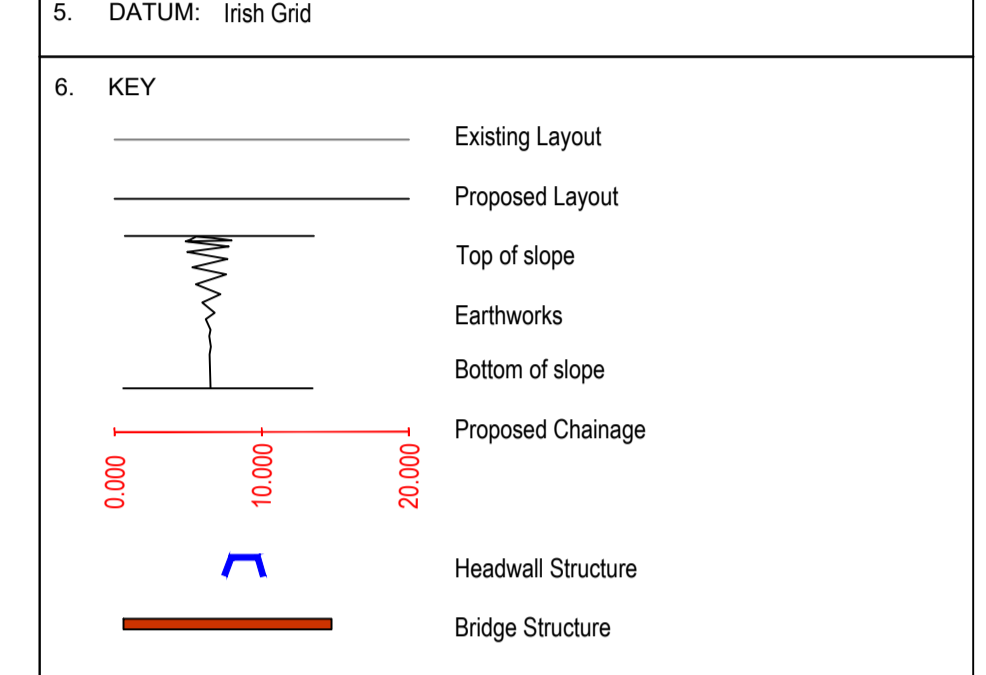 5. DATUM: Irish Grid
6. KEY
Existing Layout
Proposed Layout
Top of slope
Earthworks
Bottom of slope
Proposed Chainage
0.000
10.000
20.000
Headwall Structure
Bridge Structure